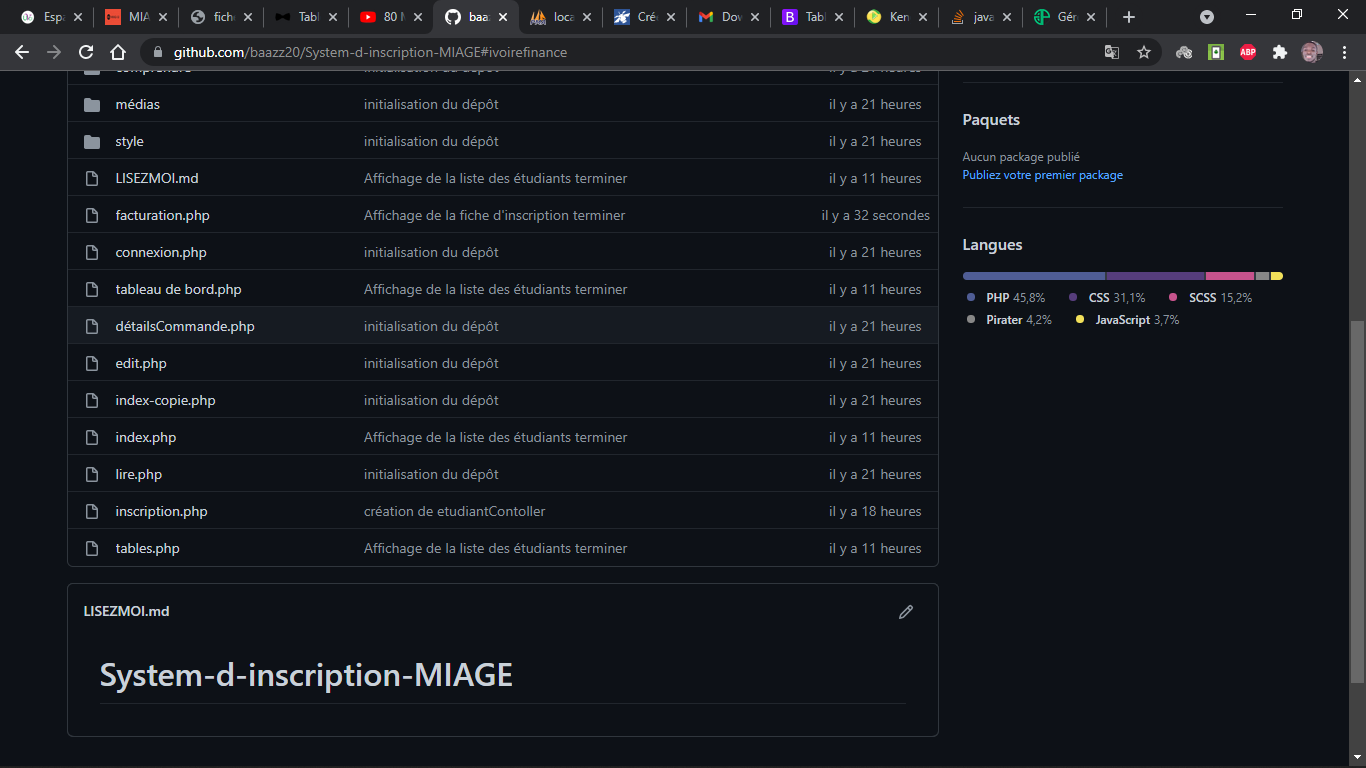 Espa
MIA
fich
Tabl
80 M
baaz
loca
Cré
Dov
B Tabl
Ken
java
Gér
github.com/baazz20/System-d-inscription-MIAGE#ivoirefinance
ABP
médias initialisation du dépôt il y a 21 heures
style initialisation du dépôt il y a 21 heures
LISEZMOI.md Affichage de la liste des étudiants terminer il y a 11 heures
facturation.php Affichage de la fiche d'inscription terminer il y a 32 secondes
connexion.php initialisation du dépôt il y a 21 heures
tableau de bord.php Affichage de la liste des étudiants terminer il y a 11 heures
détailsCommande.php initialisation du dépôt il y a 21 heures
edit.php initialisation du dépôt il y a 21 heures
index-copie.php initialisation du dépôt il y a 21 heures
index.php Affichage de la liste des étudiants terminer il y a 11 heures
lire.php initialisation du dépôt il y a 21 heures
inscription.php création de etudiantContoller il y a 18 heures
tables.php Affichage de la liste des étudiants terminer il y a 11 heures
LISEZMOI.md
System-d-inscription-MIAGE
Paquets
Aucun package publié
Publiez votre premier package
Langues
PHP 45,8% CSS 31,1% SCSS 15,2%
Pirater 4,2% JavaScript 3,7%